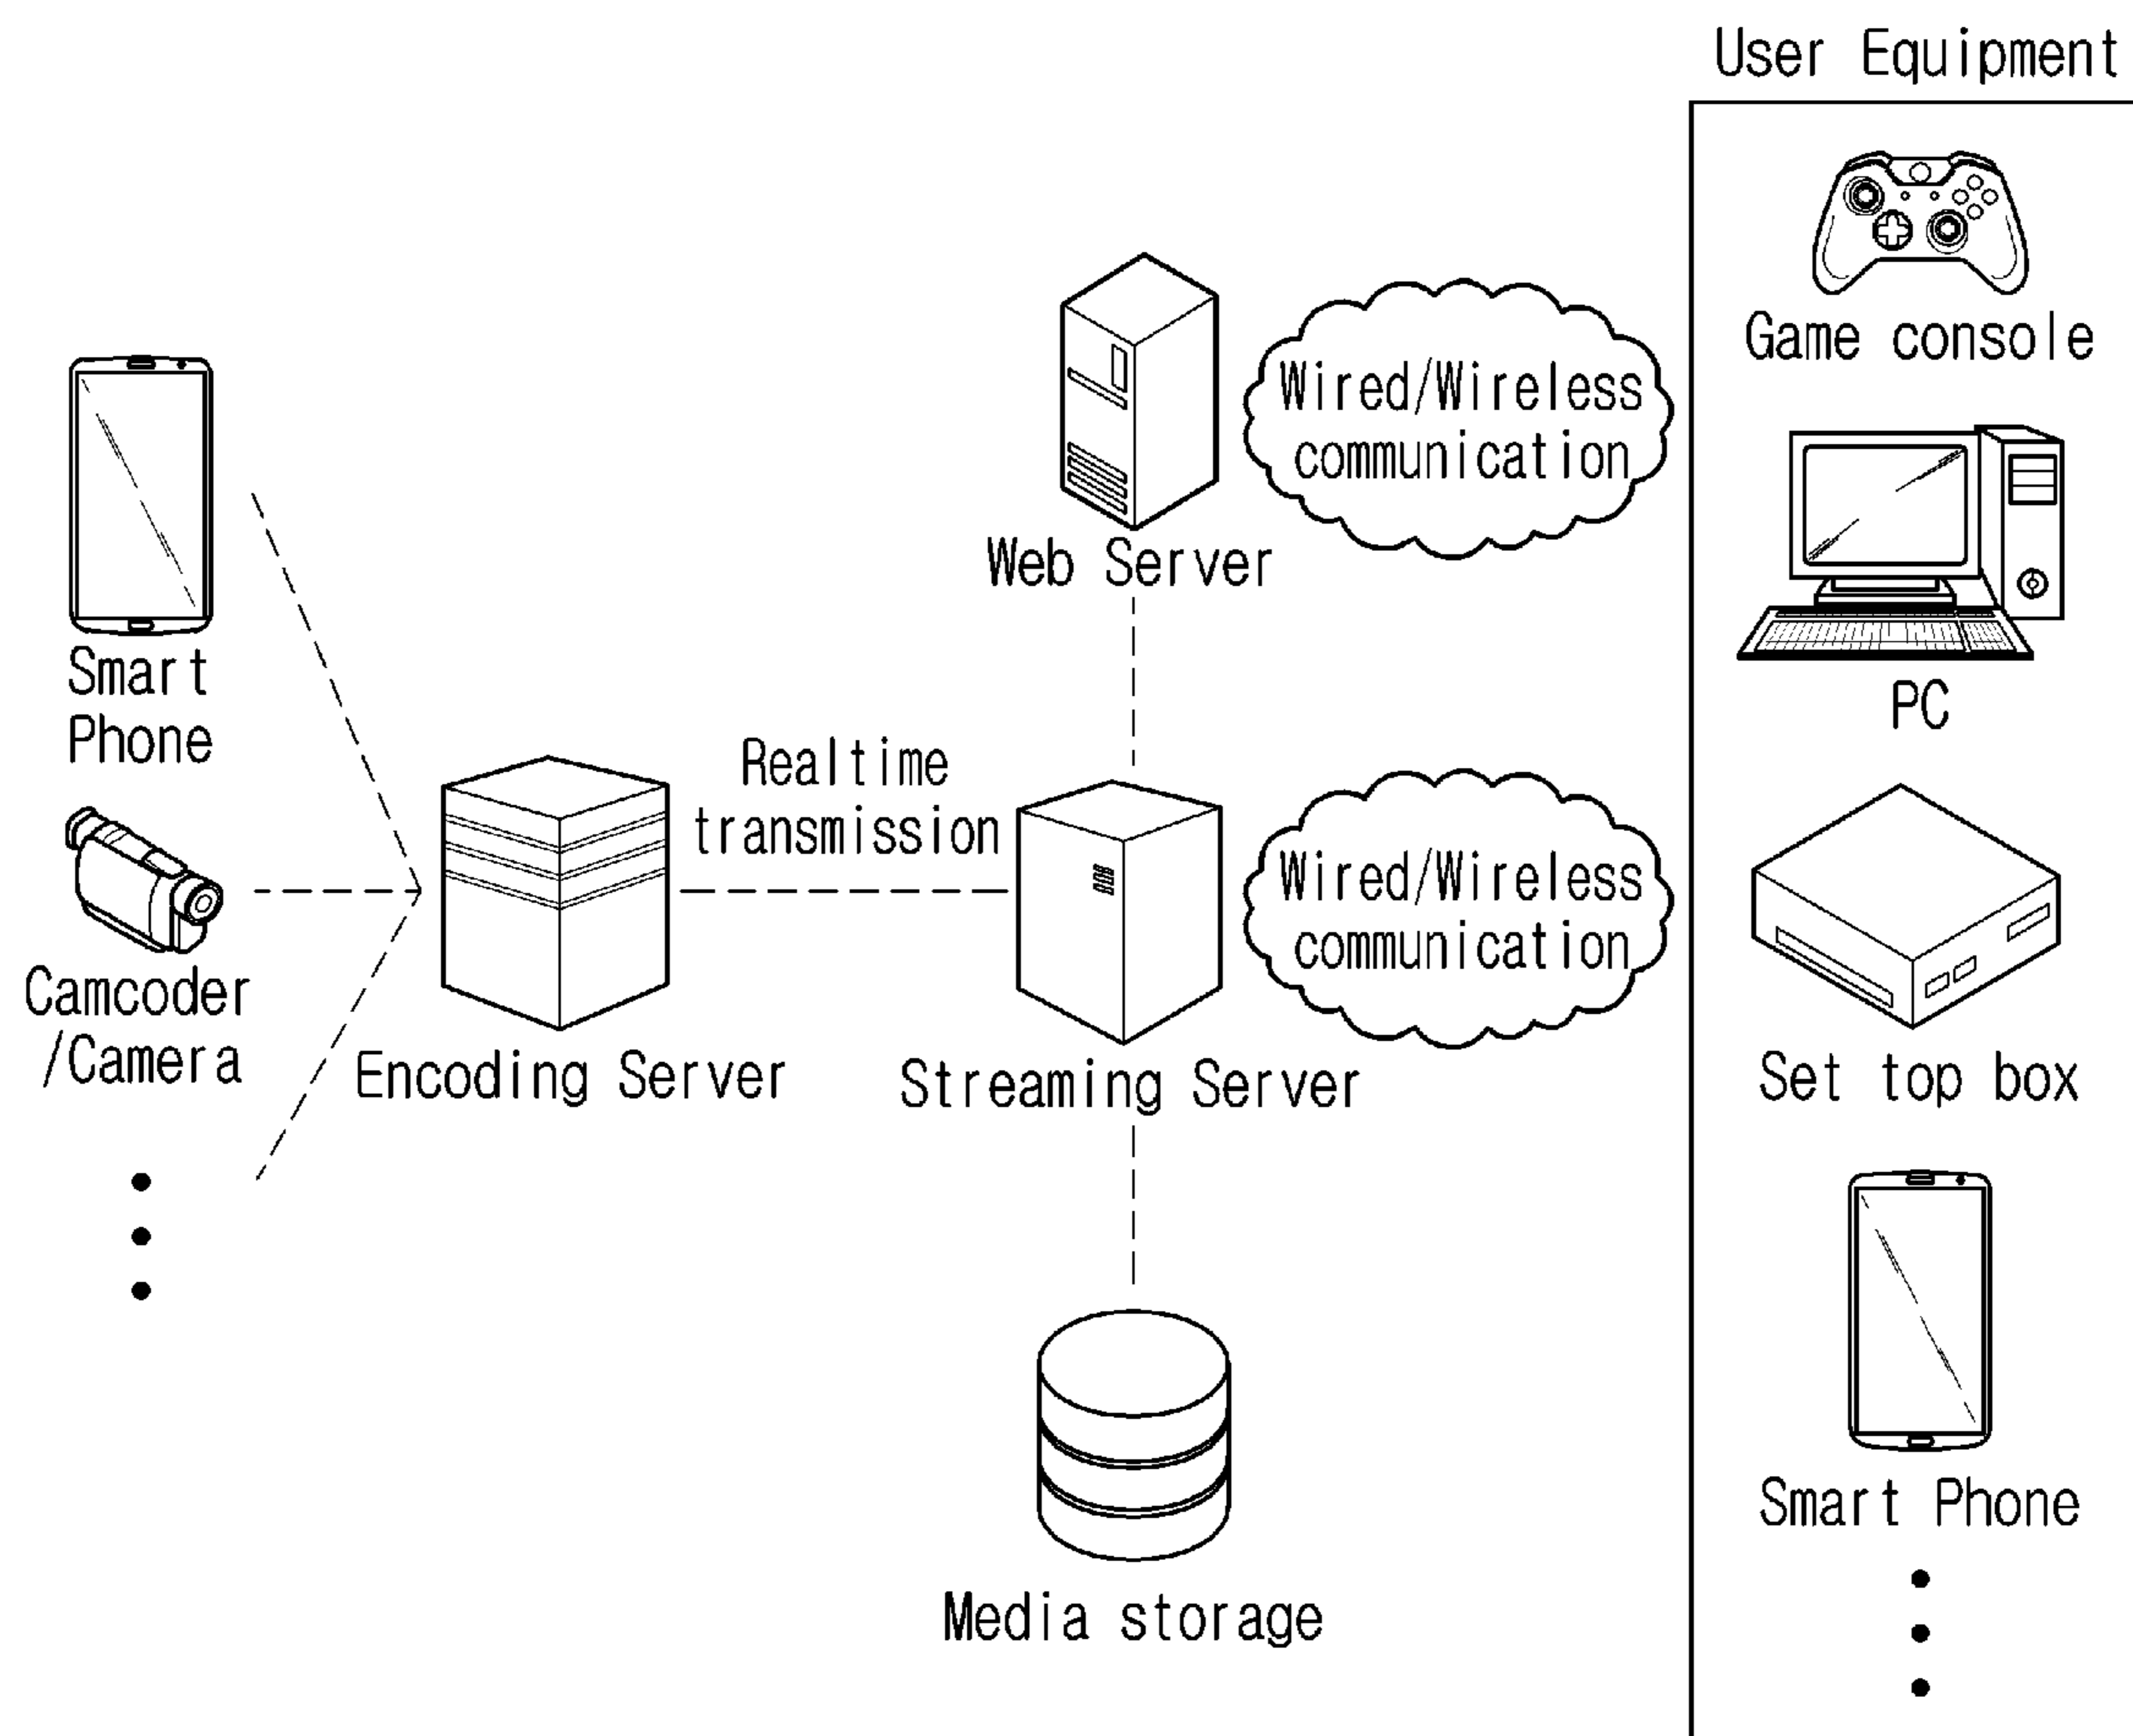 User Equipment
Game console
Wired/Wireless
communication
Web Server
Smart
Phone
PC
Realtime
transmission
Wired/Wireless
communication
Camcoder
/Camera
Encoding Server
Streaming Server
Set top box
Smart Phone
Media storage